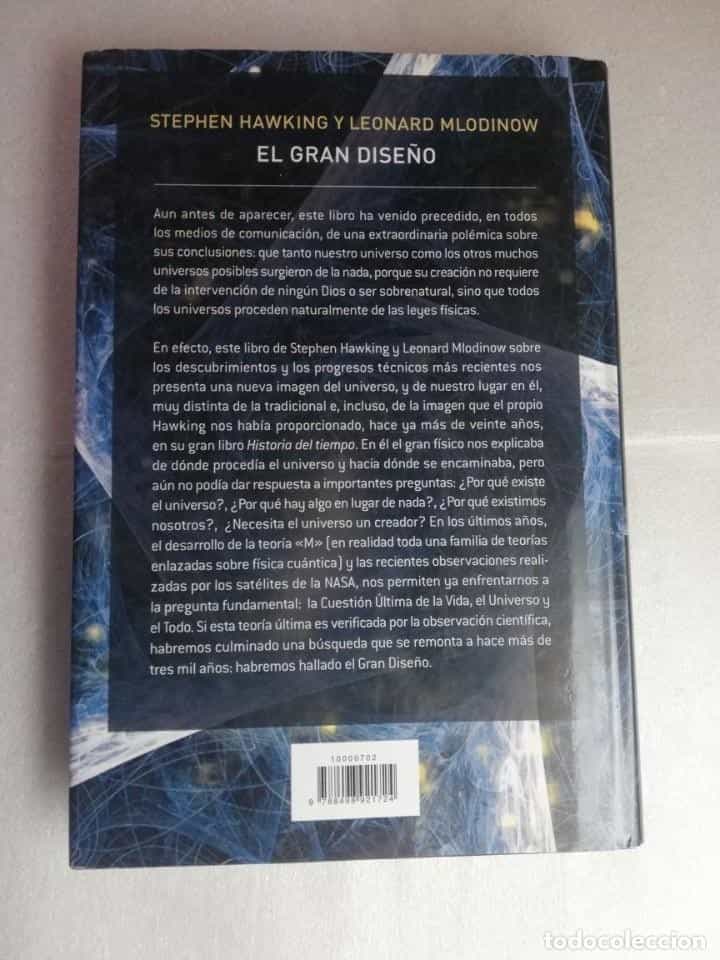 STEPHEN HAWKING Y LEONARD MLODINOW
EL GRAN DISEÑO
Aun antes de aparecer, este libro ha venido precedido, en todos
los medios de comunicación, de una extraordinaria polémica sobre
sus conclusiones: que tanto nuestro universo como los otros muchos
universos posibles surgieron de la nada, porque su creación no requiere
de la intervención de ningún Dios o ser sobrenatural, sino que todos
los universos proceden naturalmente de las leyes físicas.
En efecto, este libro de Stephen Hawking y Leonard Mlodinow sobre
los descubrimientos y los progresos técnicos más recientes nos
presenta una nueva imagen del universo, y de nuestro lugar en él,
muy distinta de la tradicional e, incluso, de la imagen que el propio
Hawking nos había proporcionado, hace ya más de veinte años,
en su gran libro Historia del tiempo. En él el gran físico nos explicaba
de dónde procedía el universo y hacia dónde se encaminaba, pero
aún no podía dar respuesta a importantes preguntas: ¿Por qué existe
el universo?, ¿Por qué hay algo en lugar de nada?, ¿Por qué existimos
nosotros?, ¿Necesita el universo un creador? En los últimos años,
el desarrollo de la teoría «M» (en realidad toda una familia de teorías
enlazadas sobre física cuántica) y las recientes observaciones reali-
zadas por los satélites de la NASA, nos permiten ya enfrentarnos a
la pregunta fundamental: la Cuestión Última de la Vida, el Universo y
el Todo. Si esta teoría última es verificada por la observación científica,
habremos culminado una búsqueda que se remonta a hace más de
tres mil años: habremos hallado el Gran Diseño.
10006702
9 788498 921724
todocoleccion